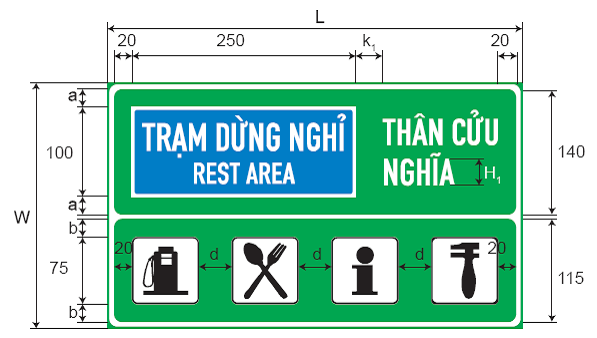 L
20 250 k1 20
a
100
a
W
b
75
b
TRẠM DỪNG NGHỈ
REST AREA
THÂN CỬU
NGHĨA
H1
140
20 d d d 20
115